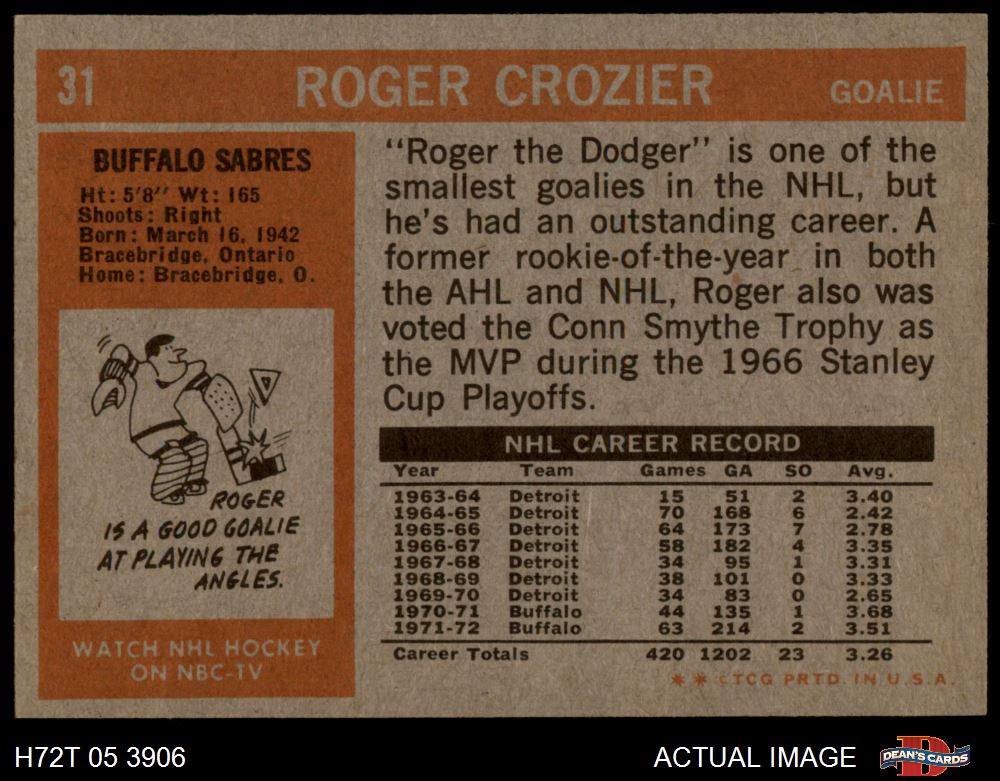 31 ROGER CROZIER GOALIE
BUFFALO SABRES
Ht: 5'8'' Wt: 165
Shoots: Right
Born: March 16, 1942
Bracebridge, Ontario
Home: Bracebridge, O.
ROGER
IS A GOOD GOALIE
AT PLAYING THE
ANGLES.
WATCH NHL HOCKEY
ON NBC-TV
“Roger the Dodger” is one of the
smallest goalies in the NHL, but
he's had an outstanding career. A
former rookie-of-the-year in both
the AHL and NHL, Roger also was
voted the Conn Smythe Trophy as
the MVP during the 1966 Stanley
Cup Playoffs.
NHL CAREER RECORD
Year Team Games GA SO Avg.
1963-64 Detroit 15 51 2 3.40
1964-65 Detroit 70 168 6 2.42
1965-66 Detroit 64 173 7 2.78
1966-67 Detroit 58 182 4 3.35
1967-68 Detroit 34 95 1 3.31
1968-69 Detroit 38 101 0 3.33
1969-70 Detroit 34 83 0 2.65
1970-71 Buffalo 44 135 1 3.68
1971-72 Buffalo 63 214 2 3.51
Career Totals 420 1202 23 3.26
** ©TCG PRTD. IN U.S.A.
H72T 05 3906 ACTUAL IMAGE D DEAN'S CARDS